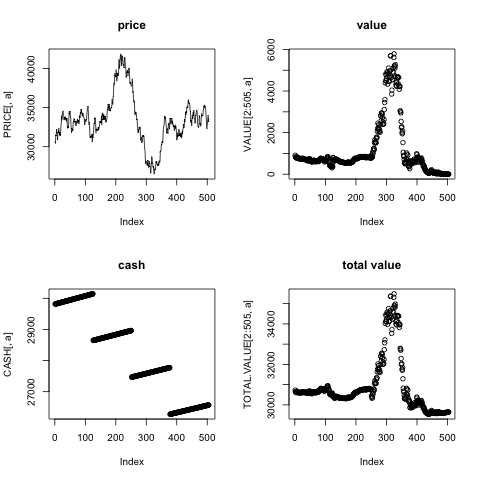 price
PRICE[, a]
40000
35000
30000
0 100 200 300 400 500
Index
value
VALUE[2:505, a]
6000
4000
2000
0
0 100 200 300 400 500
Index
cash
CASH[, a]
29000
27000
0 100 200 300 400 500
Index
total value
TOTAL.VALUE[2:505, a]
34000
32000
30000
0 100 200 300 400 500
Index